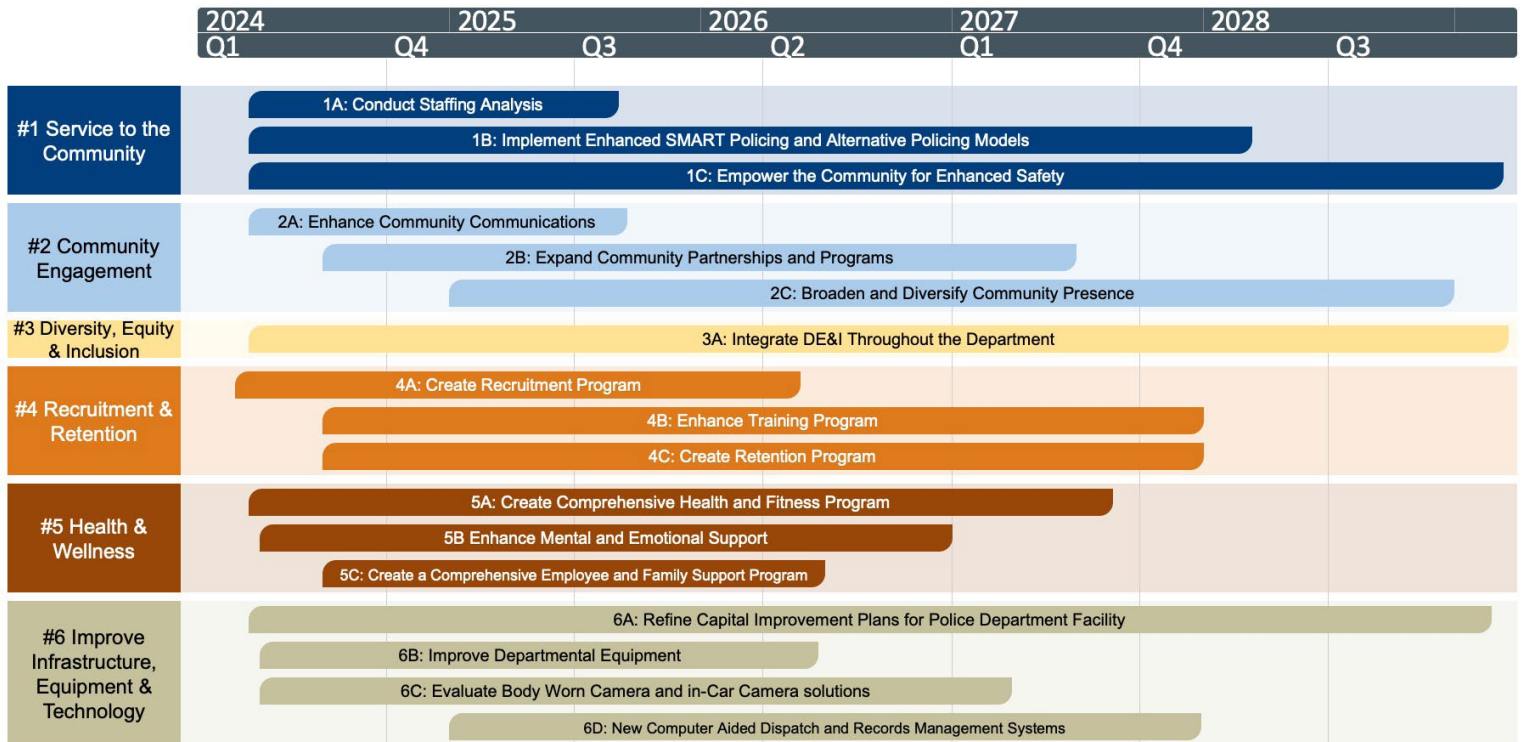 2024 2025 2026 2027 2028
Q1 Q4 Q3 Q2 Q1 Q4 Q3
#1 Service to the
Community
1A: Conduct Staffing Analysis
1B: Implement Enhanced SMART Policing and Alternative Policing Models
1C: Empower the Community for Enhanced Safety
#2 Community
Engagement
2A: Enhance Community Communications
2B: Expand Community Partnerships and Programs
2C: Broaden and Diversify Community Presence
#3 Diversity, Equity
& Inclusion
3A: Integrate DE&I Throughout the Department
#4 Recruitment &
Retention
4A: Create Recruitment Program
4B: Enhance Training Program
4C: Create Retention Program
#5 Health &
Wellness
5A: Create Comprehensive Health and Fitness Program
5B Enhance Mental and Emotional Support
5C: Create a Comprehensive Employee and Family Support Program
#6 Improve
Infrastructure,
Equipment &
Technology
6A: Refine Capital Improvement Plans for Police Department Facility
6B: Improve Departmental Equipment
6C: Evaluate Body Worn Camera and in-Car Camera solutions
6D: New Computer Aided Dispatch and Records Management Systems